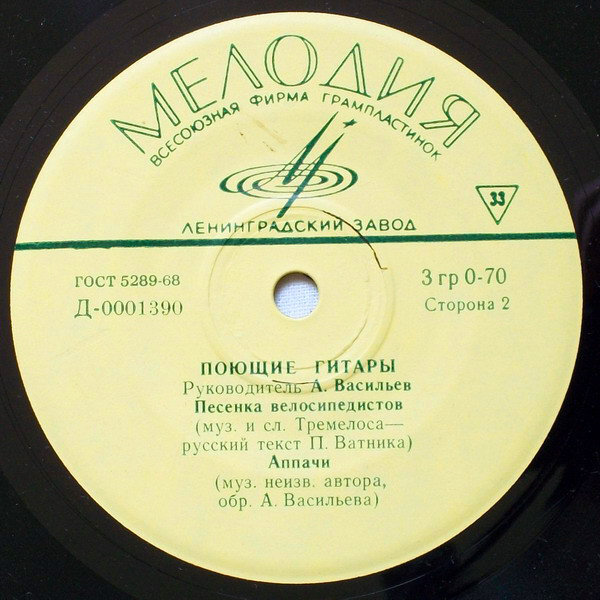 МЕЛОДИЯ
ВСЕСОЮЗНАЯ ФИРМА ГРАМПЛАСТИНОК
33
ЛЕНИНГРАДСКИЙ ЗАВОД
ГОСТ 5289-68
Д-0001390
3 гр 0-70
Сторона 2
ПОЮЩИЕ ГИТАРЫ
Руководитель А. Васильев
Песенка велосипедистов
(муз. и сл. Тремелоса—
русский текст П. Ватника)
Аппачи
(муз. неизв. автора,
обр. А. Васильева)